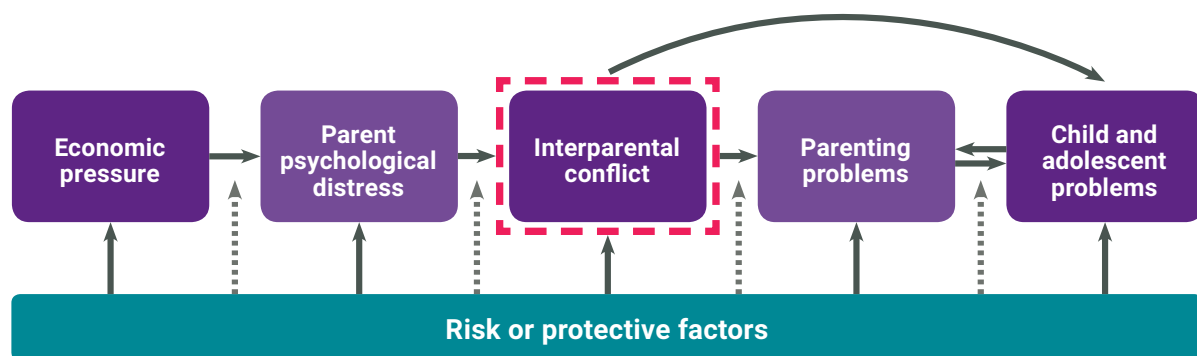 Economic
pressure
Parent
psychological
distress
Interparental
conflict
Parenting
problems
Child and
adolescent
problems
Risk or protective factors